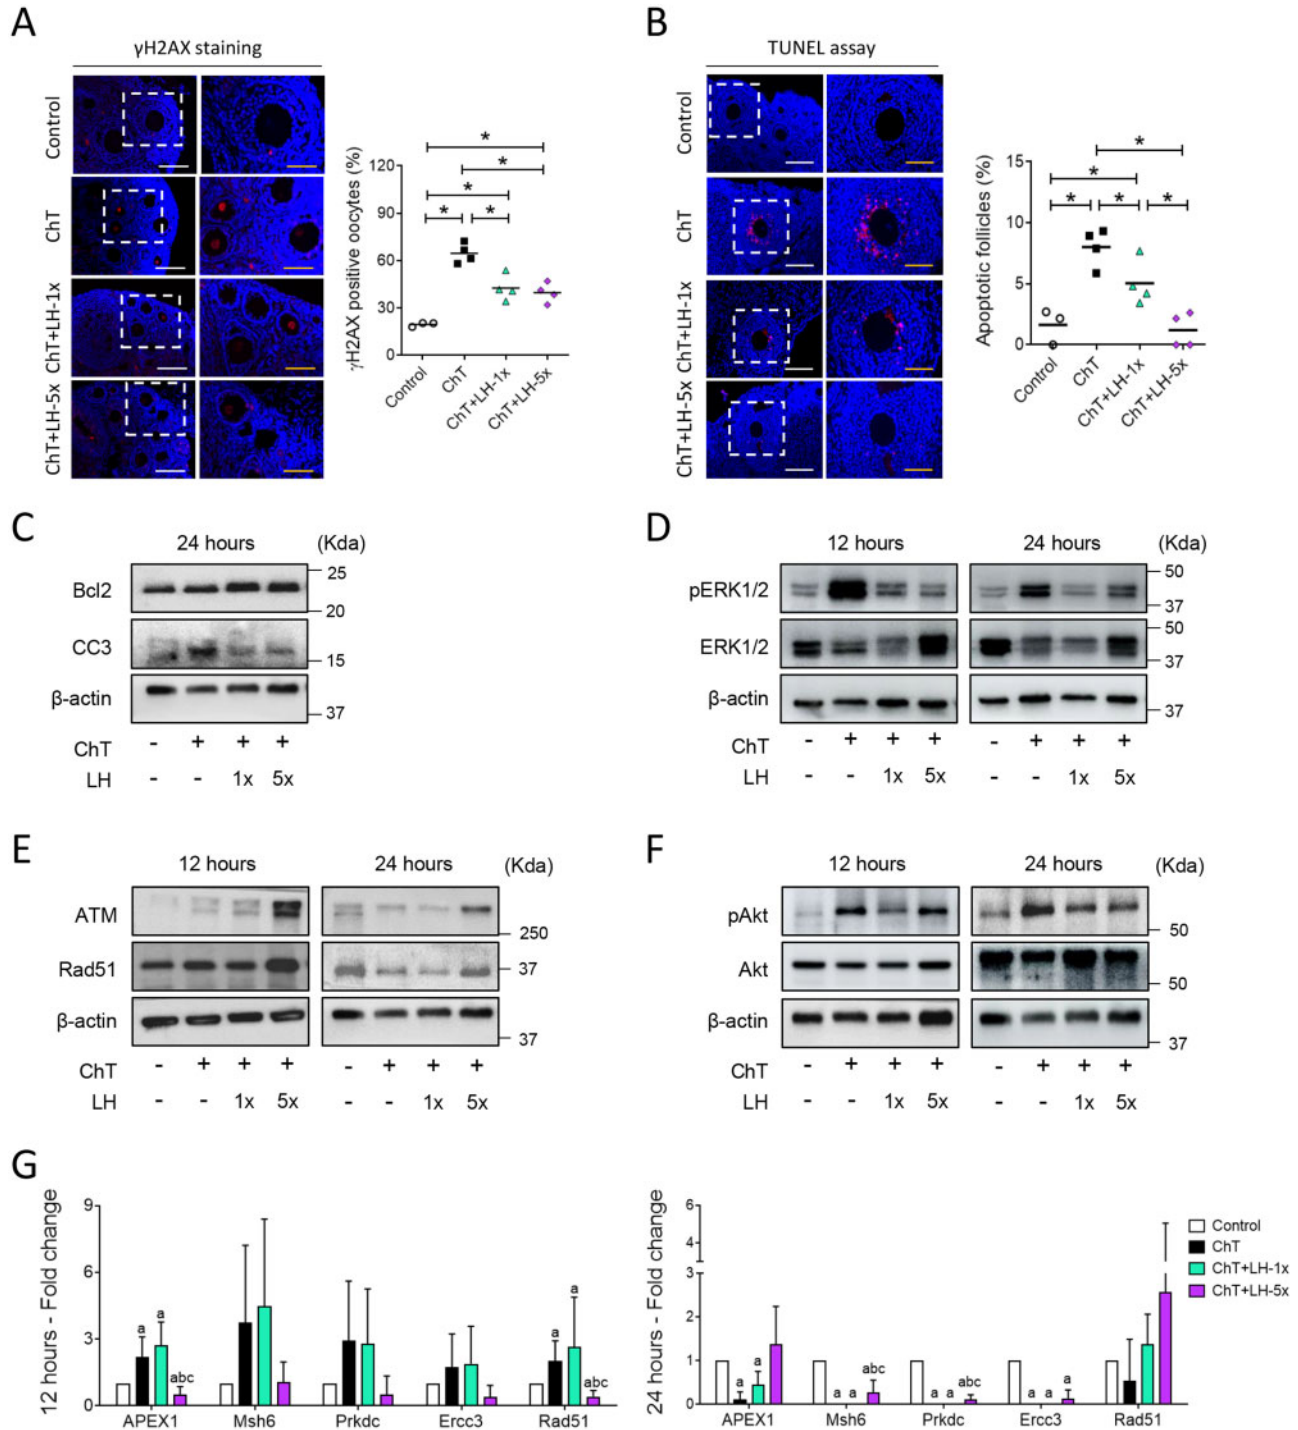 A
γH2AX staining
Control
ChT
ChT+LH-1x
ChT+LH-5x
γH2AX positive oocytes (%)
120
90
60
30
0
* * * * *
Control
ChT
ChT+LH-1x
ChT+LH-5x
B
TUNEL assay
Control
ChT
ChT+LH-1x
ChT+LH-5x
Apoptotic follicles (%)
15
10
5
0
* * * * *
Control
ChT
ChT+LH-1x
ChT+LH-5x
C
24 hours (Kda)
Bcl2
25
20
CC3
15
β-actin
37
ChT - + + +
LH - - 1x 5x
D
12 hours 24 hours (Kda)
pERK1/2
50
37
ERK1/2
50
37
β-actin
37
ChT - + + + - + + +
LH - - 1x 5x - - 1x 5x
E
12 hours 24 hours (Kda)
ATM
250
Rad51
37
β-actin
37
ChT - + + + - + + +
LH - - 1x 5x - - 1x 5x
F
12 hours 24 hours (Kda)
pAkt
50
Akt
50
β-actin
37
ChT - + + + - + + +
LH - - 1x 5x - - 1x 5x
G
12 hours - Fold change
9
6
3
0
a a abc a a abc
APEX1 Msh6 Prkdc Ercc3 Rad51
24 hours - Fold change
6
4
2
3
2
1
0
a a a a abc a a abc a a a
APEX1 Msh6 Prkdc Ercc3 Rad51
Control
ChT
ChT+LH-1x
ChT+LH-5x